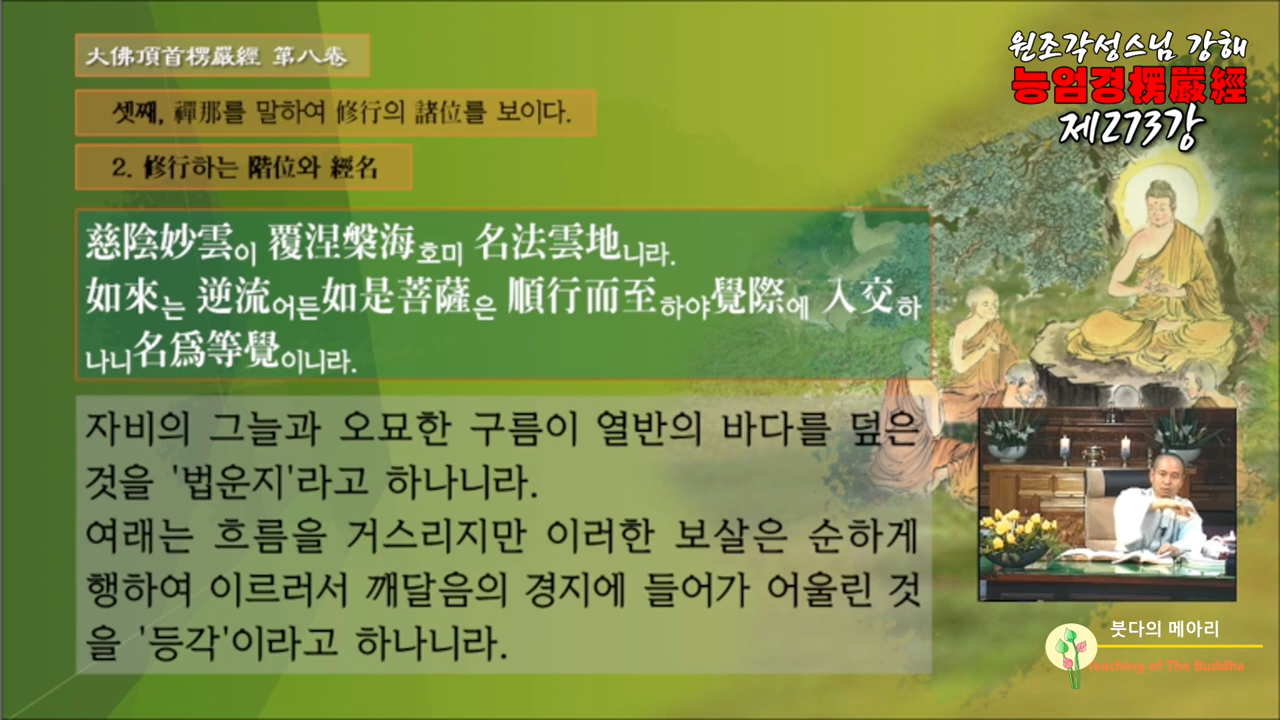 大佛頂首楞嚴經 第八卷
셋째, 禪那를 말하여 修行의 諸位를 보이다.
2. 修行하는 階位와 經名
慈陰妙雲이 覆涅槃海호미 名法雲地니라.
如來는 逆流어든如是菩薩은 順行而至하야覺際에 入交하
나니名爲等覺이니라.
자비의 그늘과 오묘한 구름이 열반의 바다를 덮은
것을 '법운지'라고 하나니라.
여래는 흐름을 거스리지만 이러한 보살은 순하게
행하여 이르러서 깨달음의 경지에 들어가 어울린 것
을 '등각'이라고 하나니라.
원조각성스님 강해
능엄경楞嚴經
제273강
붓다의 메아리
Teaching of The Buddha